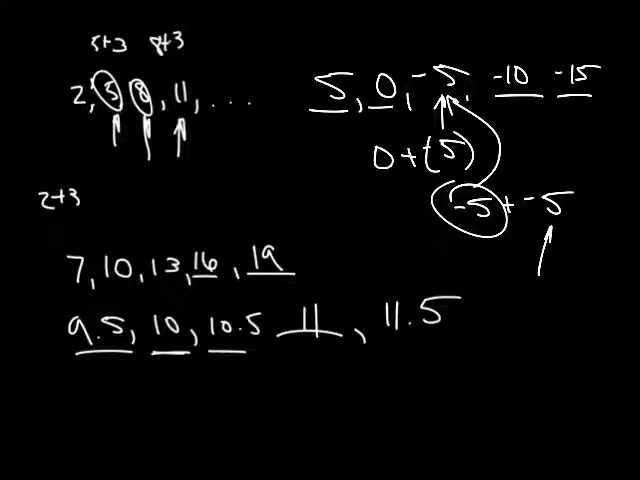 5+3 8+3
2, 5, 8, 11, ...
5, 0, -5, -10 -15
0 + (-5)
-5 + -5
2+3
7, 10, 13, 16, 19
9.5, 10, 10.5 11, 11.5